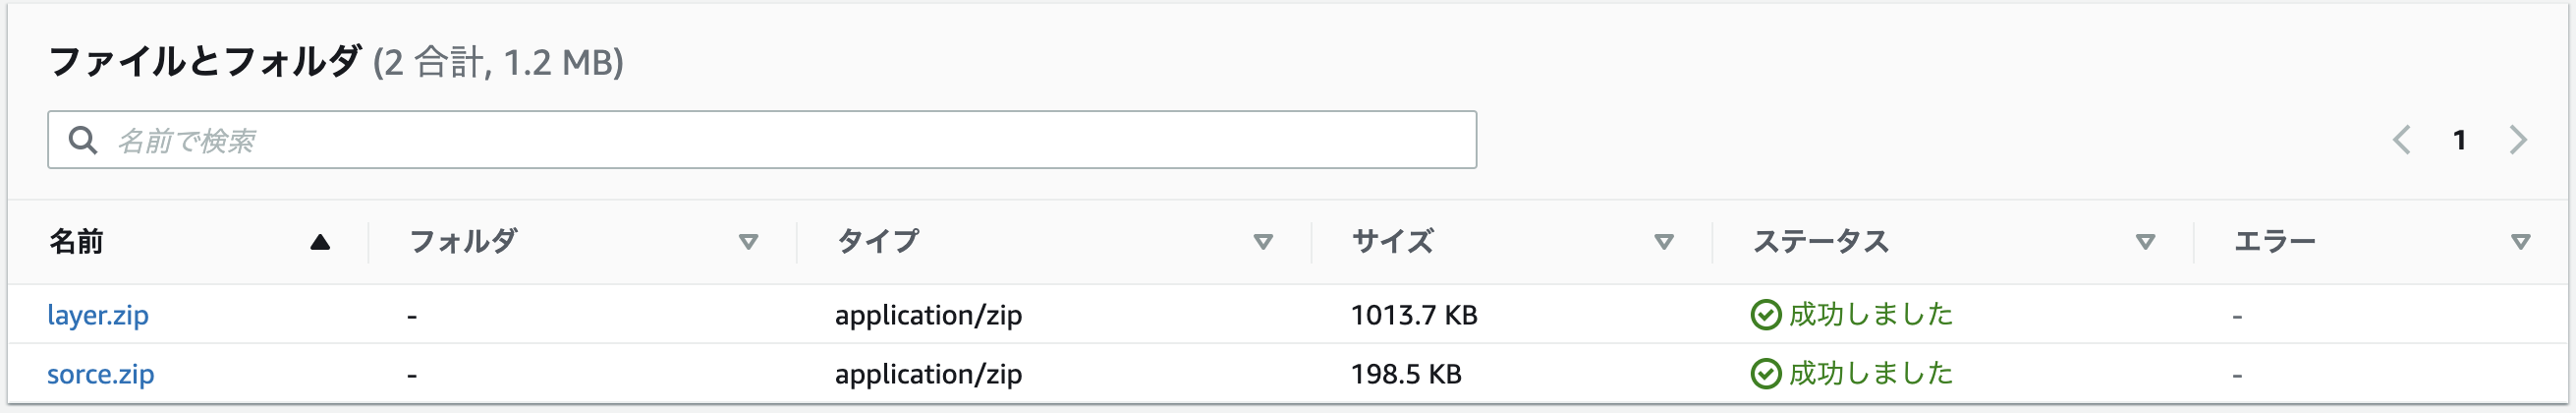 ファイルとフォルダ (2 合計, 1.2 MB)
名前で検索
1
名前 フォルダ タイプ サイズ ステータス エラー
layer.zip - application/zip 1013.7 KB 成功しました -
sorce.zip - application/zip 198.5 KB 成功しました -